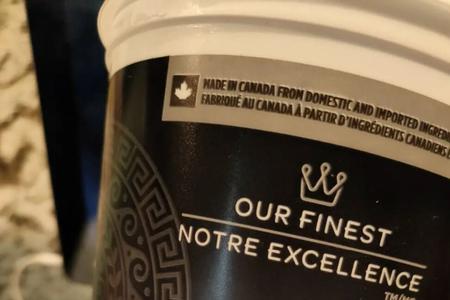 MADE IN CANADA FROM DOMESTIC AND IMPORTED
FABRIQUÉ AU CANADA À PARTIR D'INGRÉDIENTS CANADIENS
OUR FINEST
NOTRE EXCELLENCE